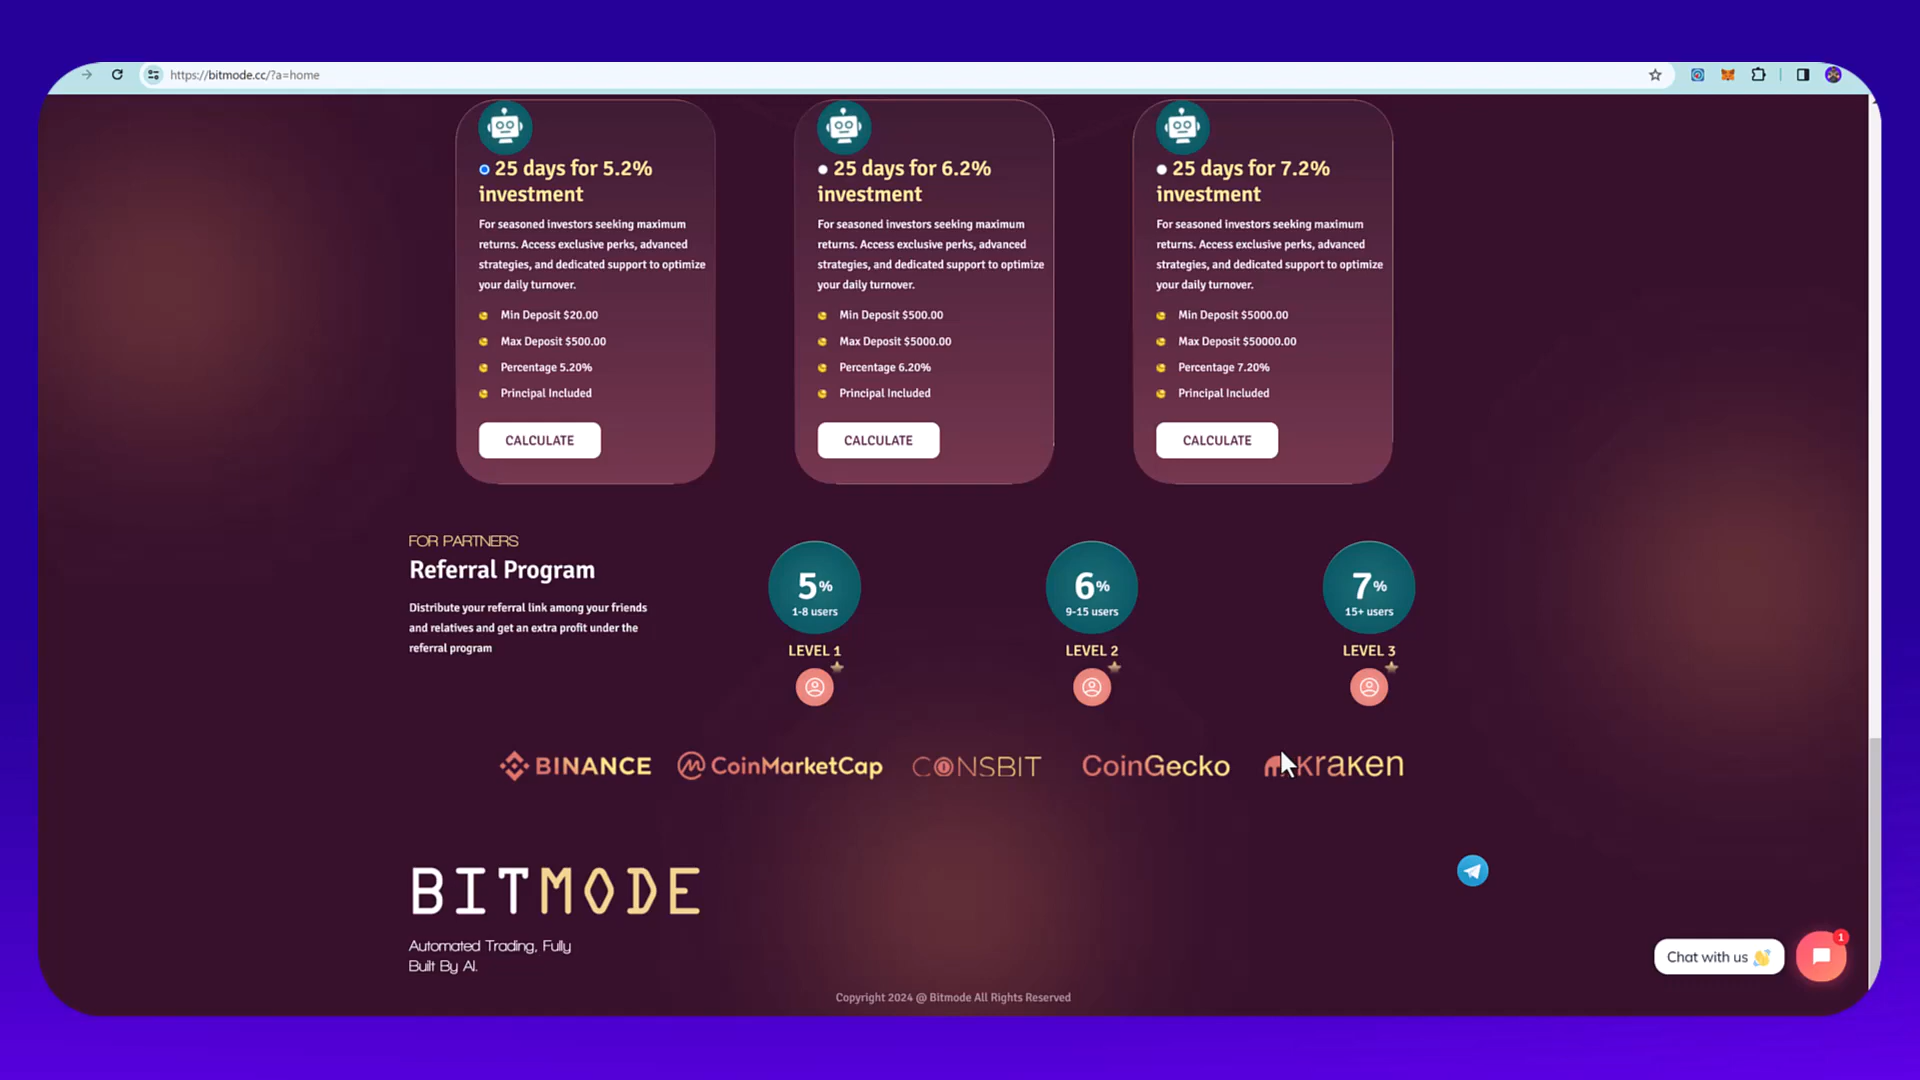 https://bitmode.cc/?a=home
25 days for 5.2%
investment
For seasoned investors seeking maximum
returns. Access exclusive perks, advanced
strategies, and dedicated support to optimize
your daily turnover.
Min Deposit $20.00
Max Deposit $500.00
Percentage 5.20%
Principal Included
CALCULATE
25 days for 6.2%
investment
For seasoned investors seeking maximum
returns. Access exclusive perks, advanced
strategies, and dedicated support to optimize
your daily turnover.
Min Deposit $500.00
Max Deposit $5000.00
Percentage 6.20%
Principal Included
CALCULATE
25 days for 7.2%
investment
For seasoned investors seeking maximum
returns. Access exclusive perks, advanced
strategies, and dedicated support to optimize
your daily turnover.
Min Deposit $5000.00
Max Deposit $50000.00
Percentage 7.20%
Principal Included
CALCULATE
FOR PARTNERS
Referral Program
Distribute your referral link among your friends
and relatives and get an extra profit under the
referral program
5%
1-8 users
LEVEL 1
6%
9-15 users
LEVEL 2
7%
15+ users
LEVEL 3
BINANCE
CoinMarketCap
COINSBIT
CoinGecko
kraken
BITMODE
Automated Trading, Fully
Built By AI.
Chat with us 👋
1
Copyright 2024 @ Bitmode All Rights Reserved